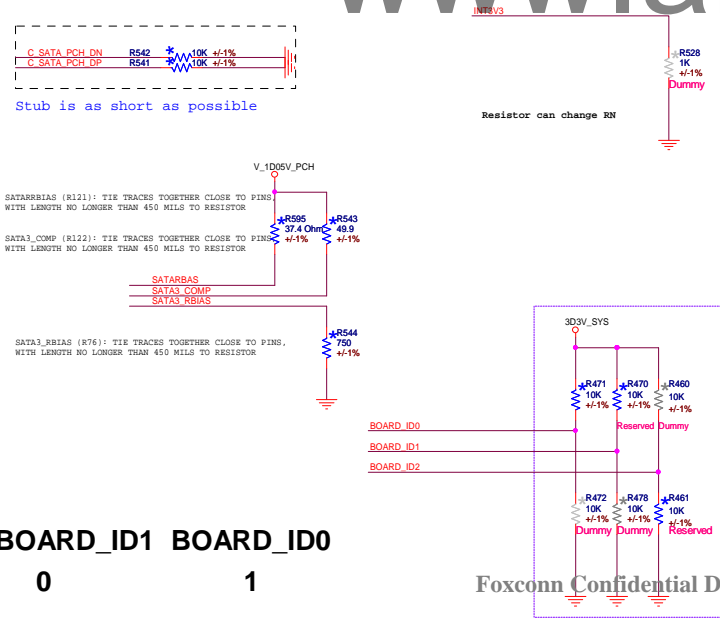 INT3V3
C_SATA_PCH_DN R542 * 10K +/-1%
C_SATA_PCH_DP R541 * 10K +/-1%
* R528
1K
+/-1%
Dummy
Stub is as short as possible
Resistor can change RN
V_1D05V_PCH
SATARRBIAS (R121): TIE TRACES TOGETHER CLOSE TO PINS,
WITH LENGTH NO LONGER THAN 450 MILS TO RESISTOR
SATA3_COMP (R122): TIE TRACES TOGETHER CLOSE TO PINS
WITH LENGTH NO LONGER THAN 450 MILS TO RESISTOR
*R595
37.4 Ohm
+/-1%
*R543
49.9
+/-1%
SATARBAS
SATA3_COMP
SATA3_RBIAS
SATA3_RBIAS (R76): TIE TRACES TOGETHER CLOSE TO PINS,
WITH LENGTH NO LONGER THAN 450 MILS TO RESISTOR
*R544
750
+/-1%
3D3V_SYS
*R471
10K
+/-1%
*R470
10K
+/-1%
Reserved
*R460
10K
+/-1%
Dummy
BOARD_ID0
BOARD_ID1
BOARD_ID2
*R472
10K
+/-1%
Dummy
*R478
10K
+/-1%
Dummy
*R461
10K
+/-1%
Reserved
BOARD_ID1 BOARD_ID0
0 1
Foxconn Confidential D